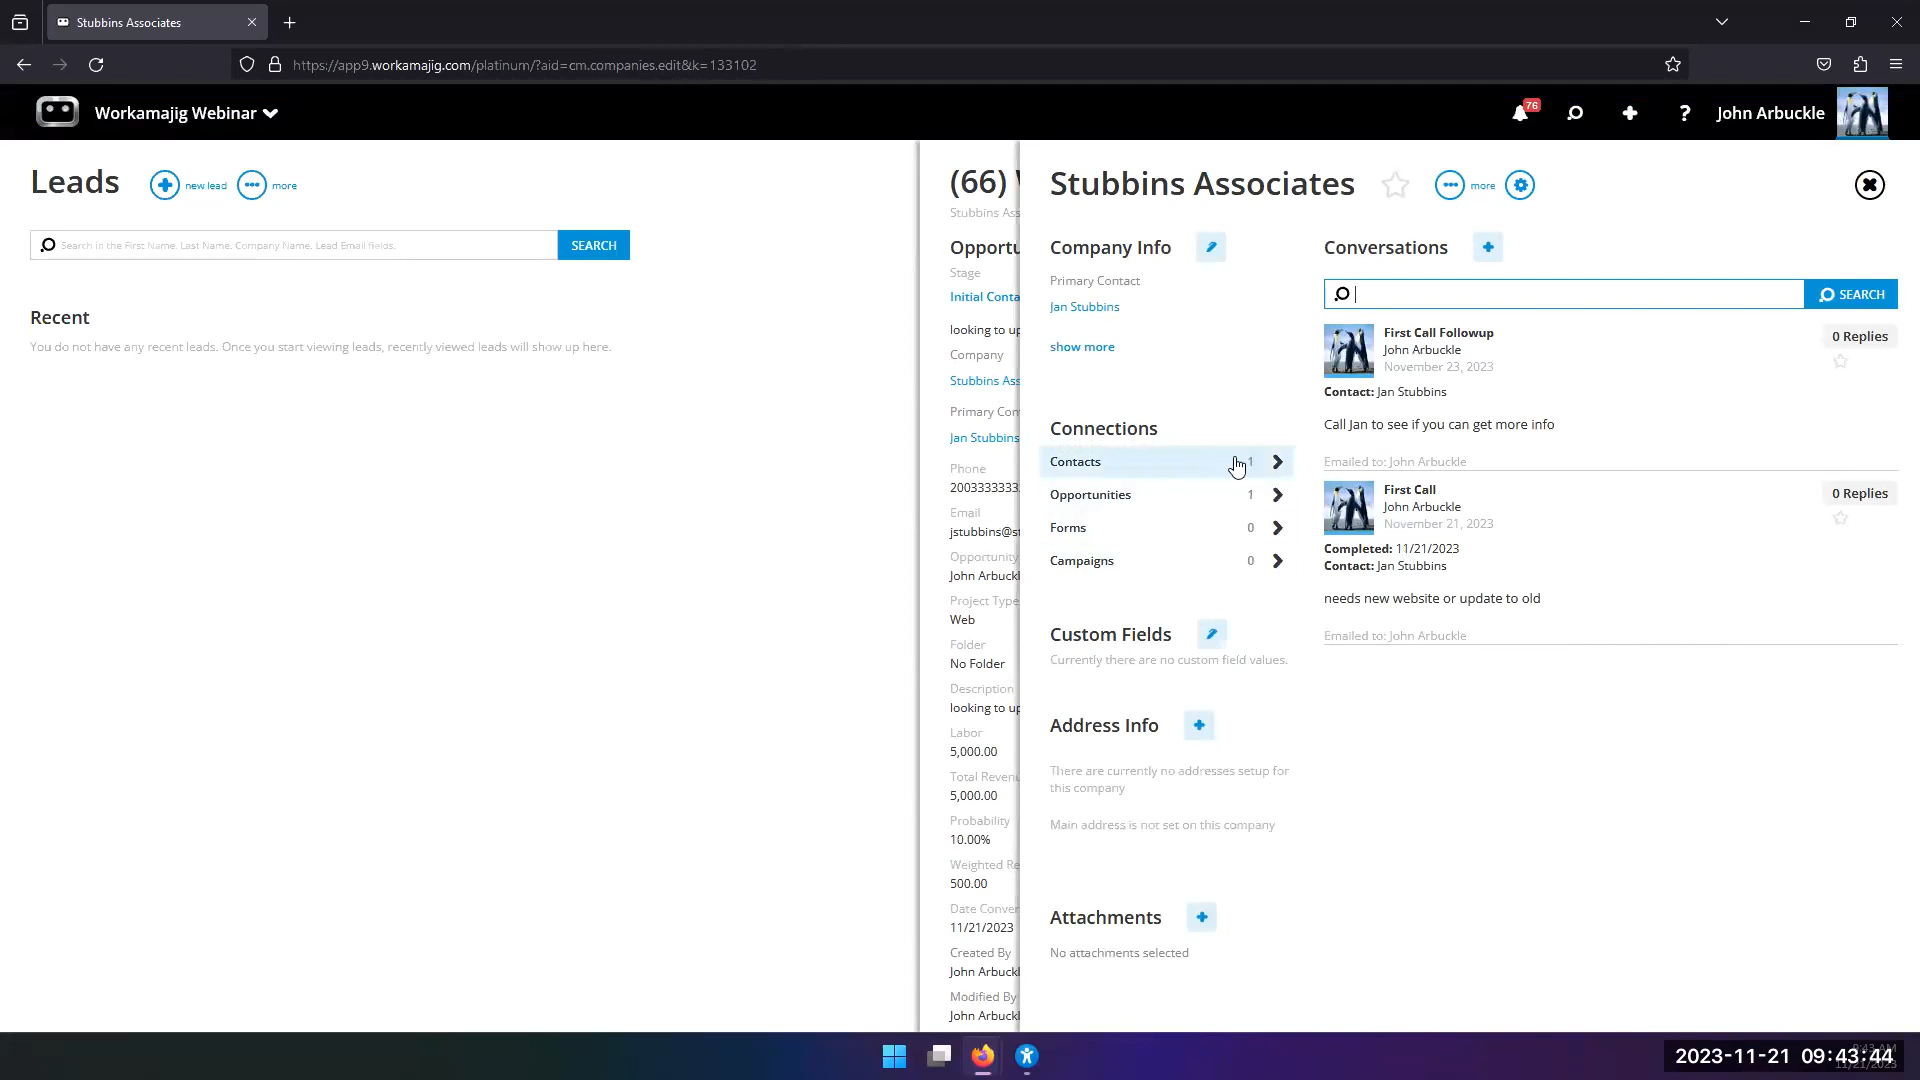 Stubbins Associates
https://app9.workamajig.com/platinum/?aid=cm.companies.edit&k=133102
Workamajig Webinar
76
?
John Arbuckle
Leads
new lead
more
Search in the First Name, Last Name, Company Name, Lead Email fields.
SEARCH
Recent
You do not have any recent leads. Once you start viewing leads, recently viewed leads will show up here.
(66)
Stubbins Ass
Opportu
Stage
Initial Conta
looking to up
Company
Stubbins Ass
Primary Con
Jan Stubbins
Phone
2003333333
Email
jstubbins@st
Opportunity
John Arbuckl
Project Type
Web
Folder
No Folder
Description
looking to up
Labor
5,000.00
Total Revenu
5,000.00
Probability
10.00%
Weighted Re
500.00
Date Conver
11/21/2023
Created By
John Arbuckl
Modified By
John Arbuckl
Stubbins Associates
more
Company Info
Primary Contact
Jan Stubbins
show more
Connections
Contacts 1
Opportunities 1
Forms 0
Campaigns 0
Custom Fields
Currently there are no custom field values.
Address Info
There are currently no addresses setup for
this company
Main address is not set on this company
Attachments
No attachments selected
Conversations
SEARCH
First Call Followup
0 Replies
John Arbuckle
November 23, 2023
Contact: Jan Stubbins
Call Jan to see if you can get more info
Emailed to: John Arbuckle
First Call
0 Replies
John Arbuckle
November 21, 2023
Completed: 11/21/2023
Contact: Jan Stubbins
needs new website or update to old
Emailed to: John Arbuckle
2023-11-21 09:43:44